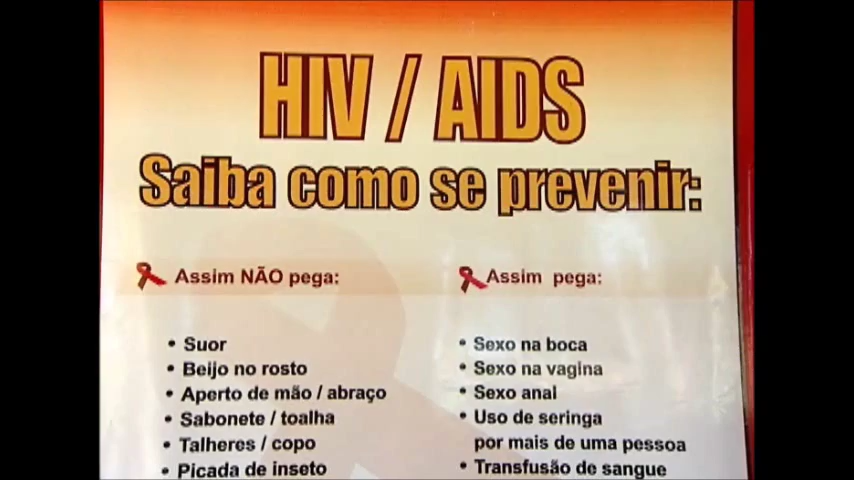 HIV / AIDS
Saiba como se prevenir:
Assim NÃO pega:
• Suor
• Beijo no rosto
• Aperto de mão / abraço
• Sabonete / toalha
• Talheres / copo
• Picada de inseto
Assim pega:
• Sexo na boca
• Sexo na vagina
• Sexo anal
• Uso de seringa
por mais de uma pessoa
• Transfusão de sangue